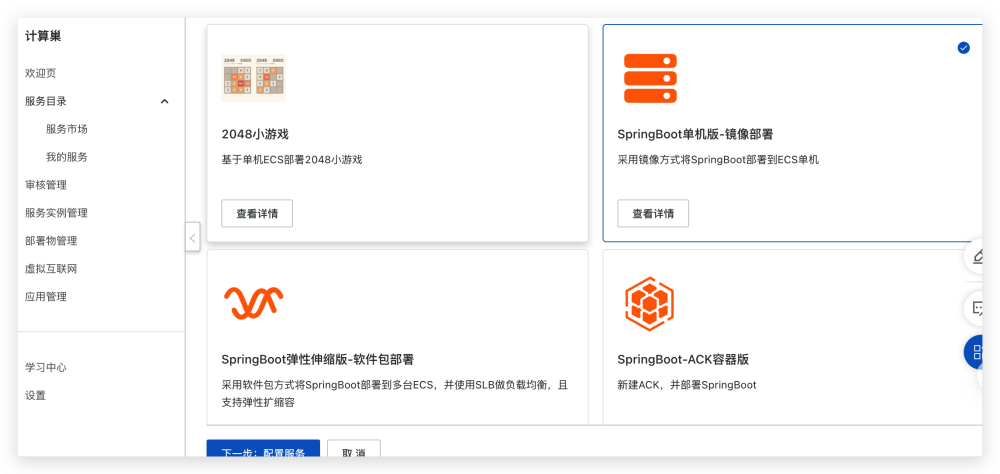 计算巢
欢迎页
服务目录
服务市场
我的服务
审核管理
服务实例管理
部署物管理
虚拟互联网
应用管理
学习中心
设置
2048小游戏
基于单机ECS部署2048小游戏
查看详情
SpringBoot单机版-镜像部署
采用镜像方式将SpringBoot部署到ECS单机
查看详情
SpringBoot弹性伸缩版-软件包部署
采用软件包方式将SpringBoot部署到多台ECS，并使用SLB做负载均衡，且
支持弹性扩缩容
SpringBoot-ACK容器版
新建ACK，并部署SpringBoot
下一步：配置服务
取消